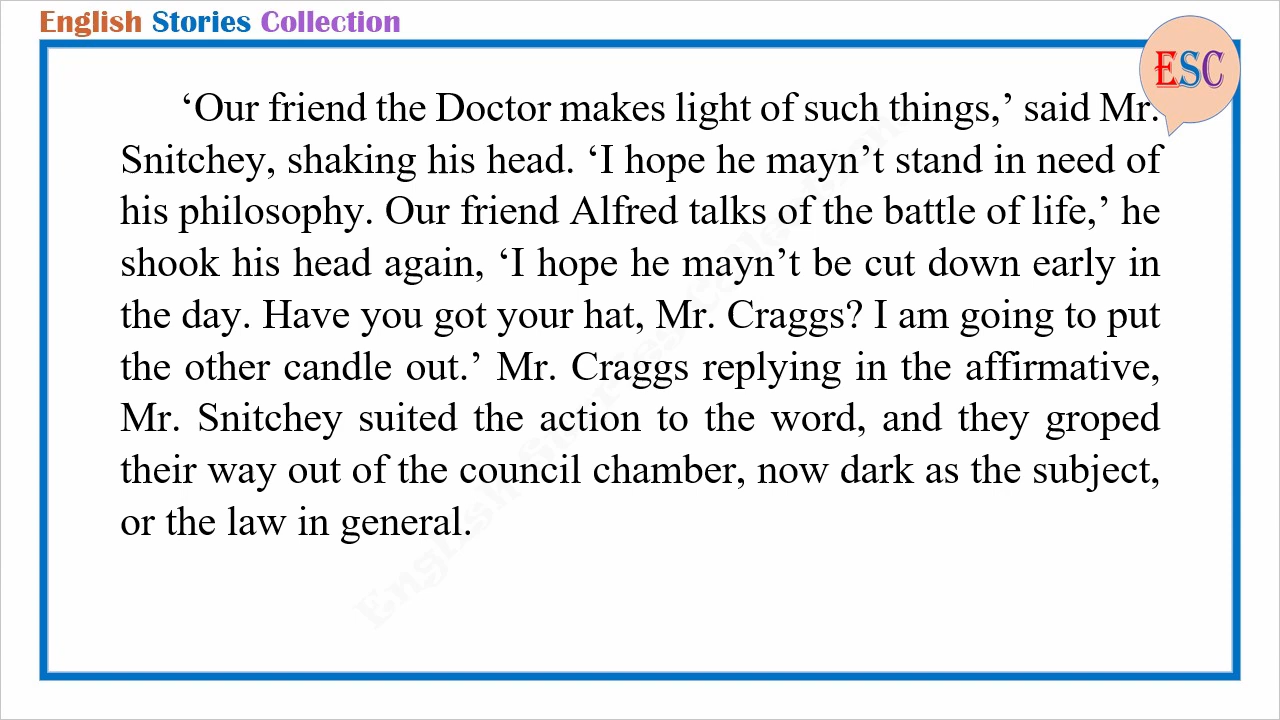 English Stories Collection
ESC
‘Our friend the Doctor makes light of such things,’ said Mr.
Snitchey, shaking his head. ‘I hope he mayn’t stand in need of
his philosophy. Our friend Alfred talks of the battle of life,’ he
shook his head again, ‘I hope he mayn’t be cut down early in
the day. Have you got your hat, Mr. Craggs? I am going to put
the other candle out.’ Mr. Craggs replying in the affirmative,
Mr. Snitchey suited the action to the word, and they groped
their way out of the council chamber, now dark as the subject,
or the law in general.
English Stories Collection